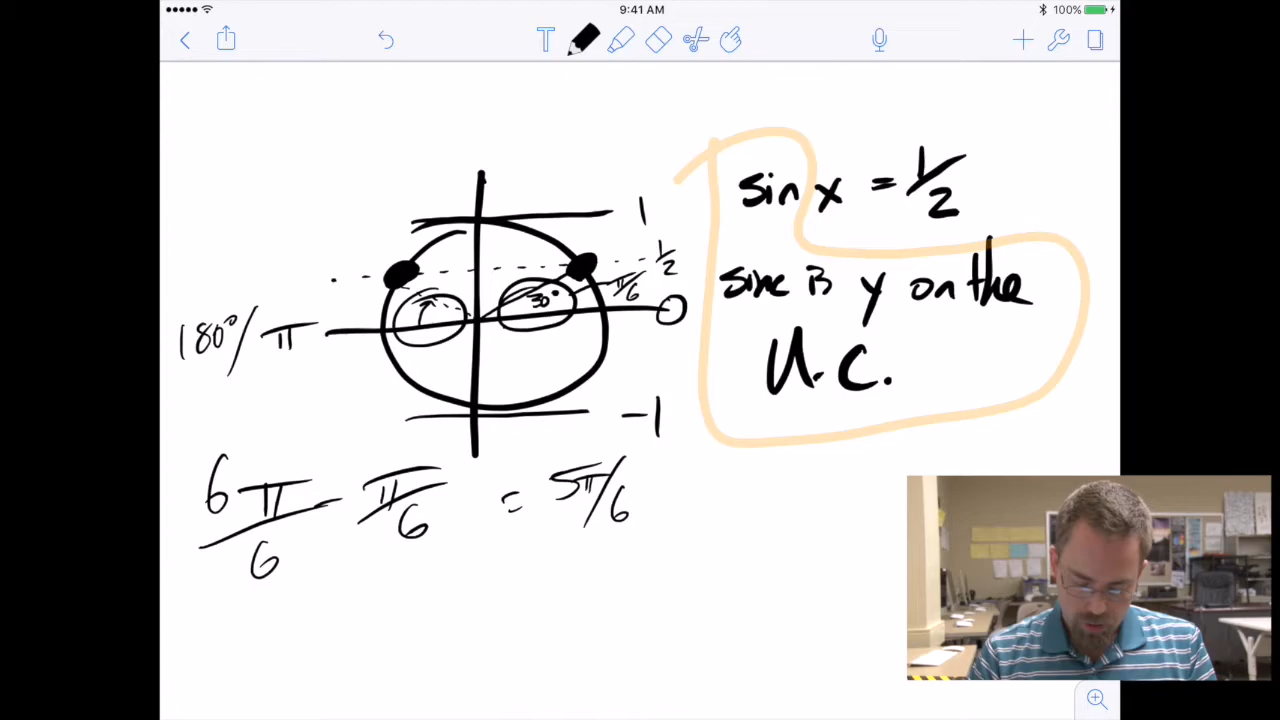 9:41 AM
100%
T
sin x = 1/2
1
1/2
π/6
30°
0
180°/π
-1
sine is y on the
U.C.
6π/6 - π/6 = 5π/6